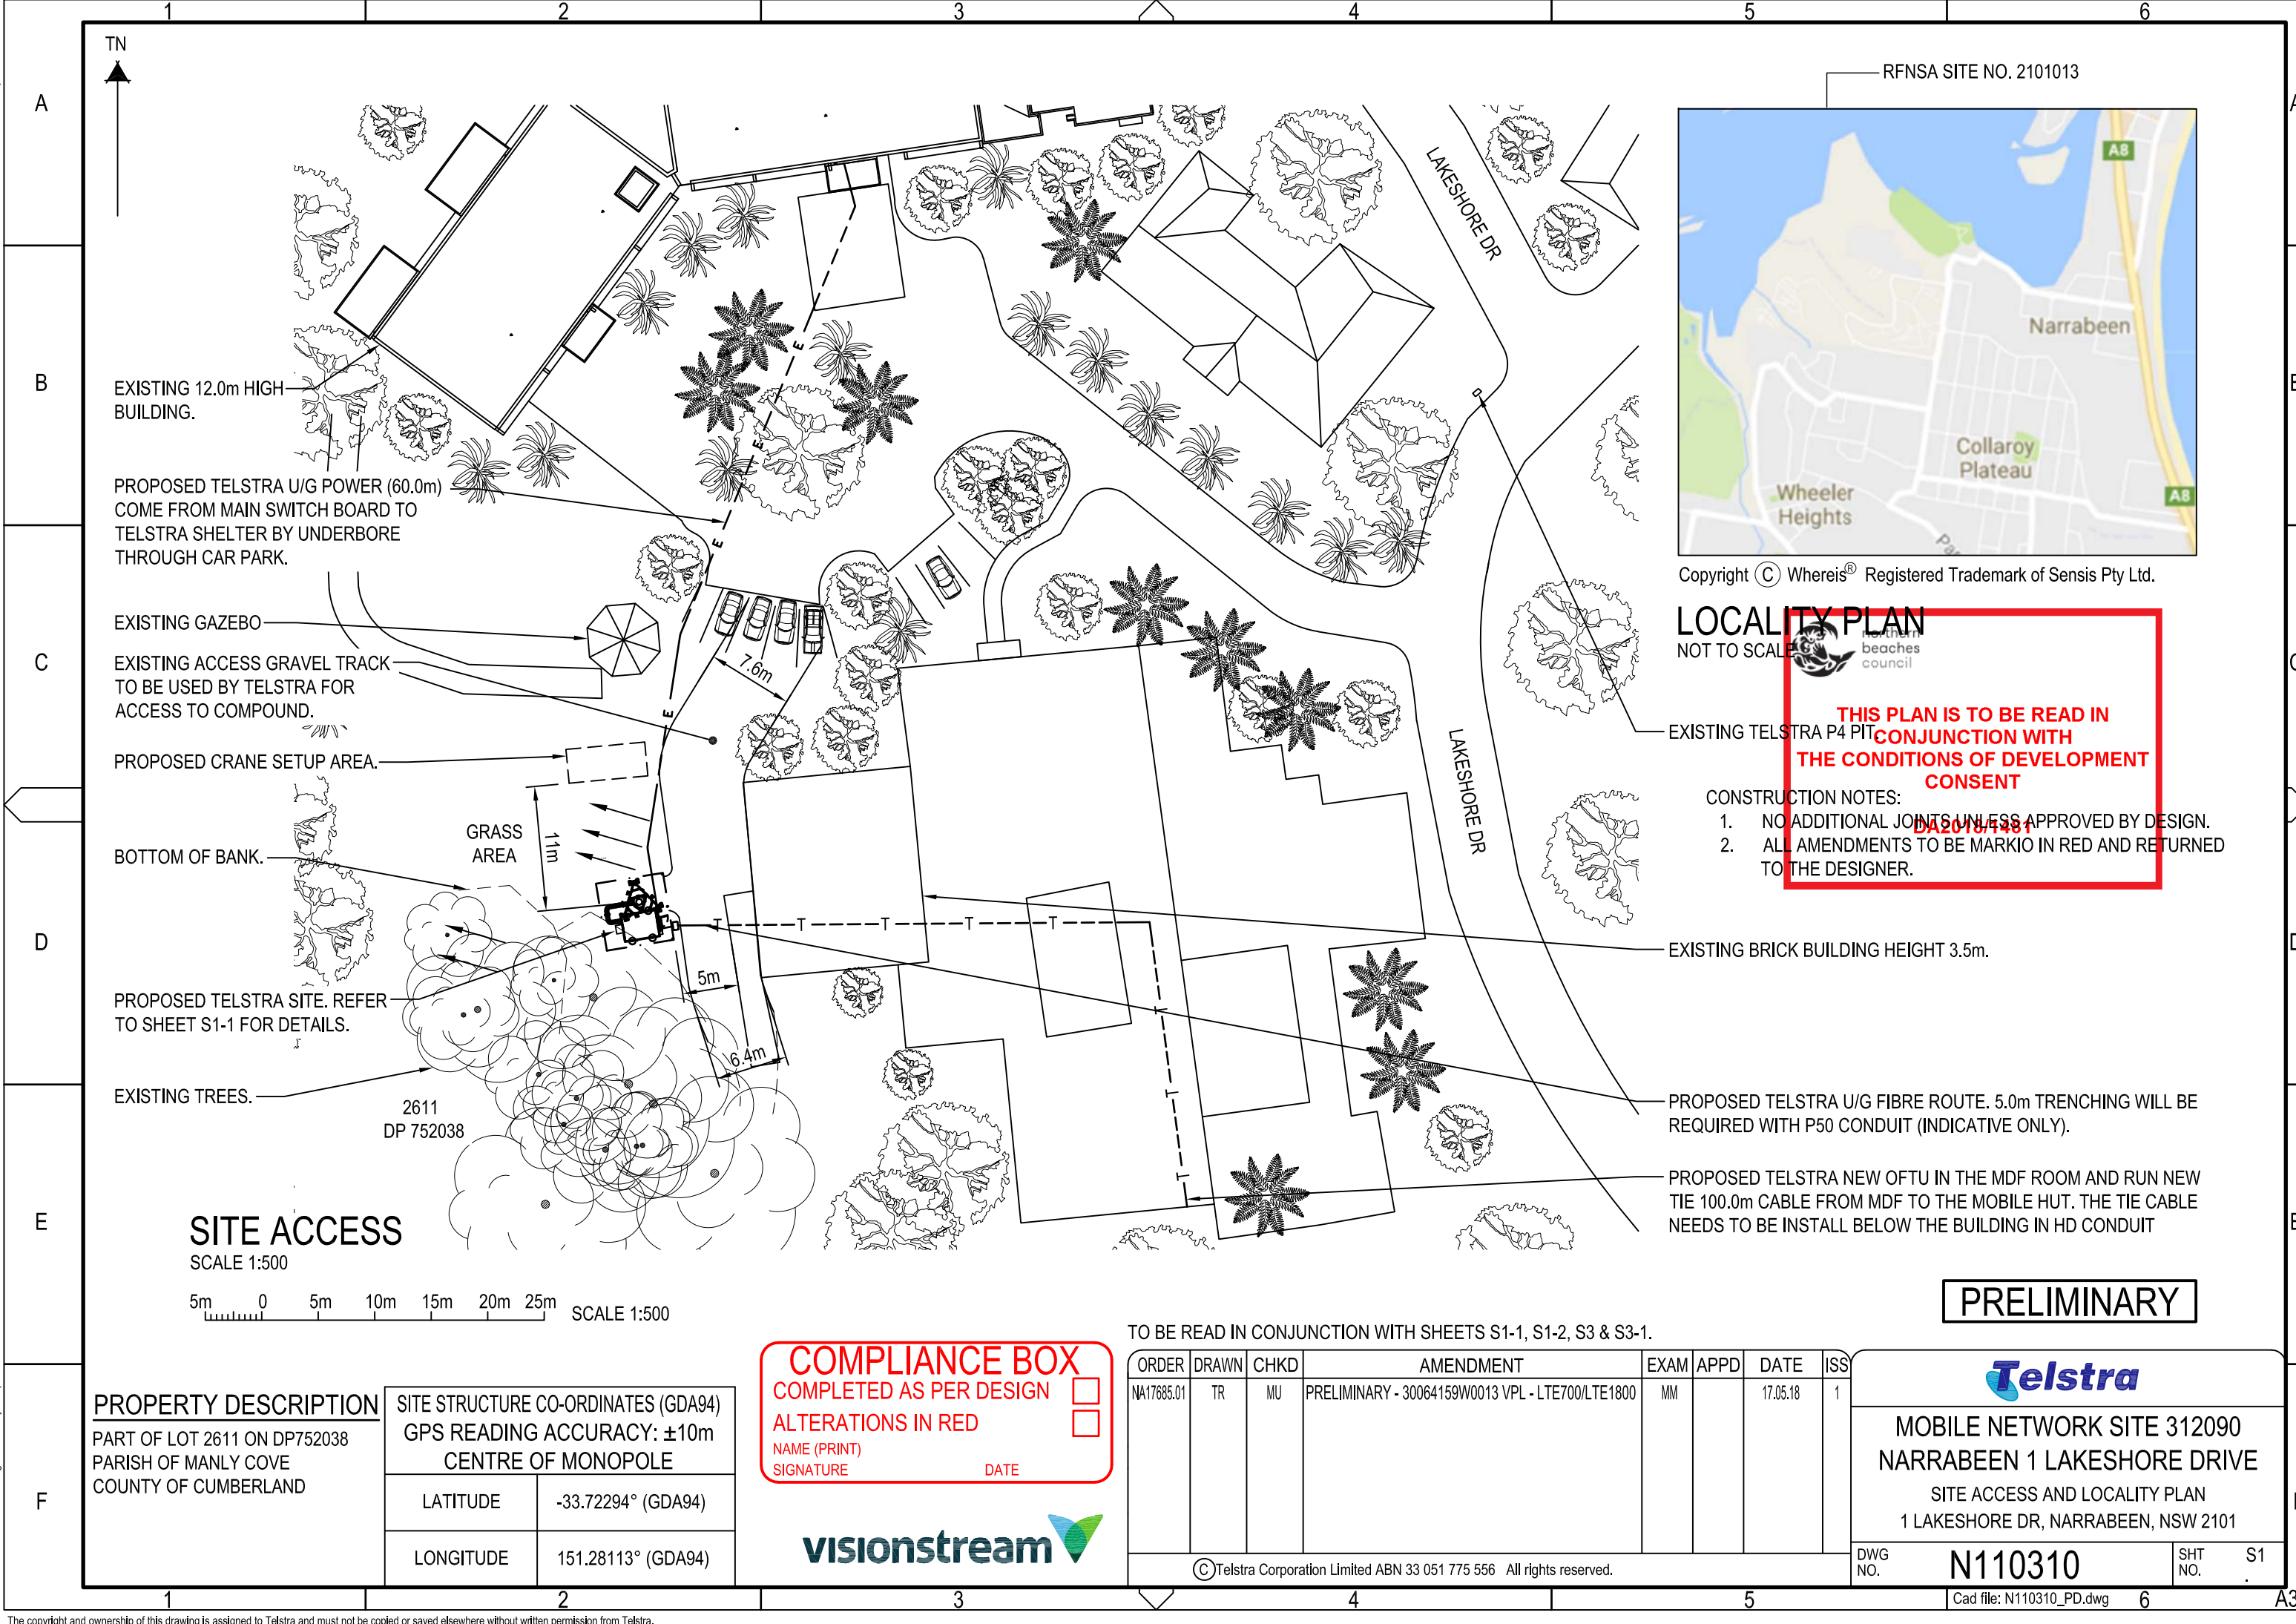 1 2 3 4 5 6
A
B
C
D
E
F
TN
RFNSA SITE NO. 2101013
LAKESHORE DR
A8
Narrabeen
Collaroy
Plateau
Wheeler
Heights
A8
Copyright © Whereis® Registered Trademark of Sensis Pty Ltd.
LOCALITY PLAN
NOT TO SCALE
northern
beaches
council
THIS PLAN IS TO BE READ IN
CONJUNCTION WITH
THE CONDITIONS OF DEVELOPMENT
CONSENT
DA2018/1481
EXISTING 12.0m HIGH
BUILDING.
PROPOSED TELSTRA U/G POWER (60.0m)
COME FROM MAIN SWITCH BOARD TO
TELSTRA SHELTER BY UNDERBORE
THROUGH CAR PARK.
EXISTING GAZEBO
EXISTING ACCESS GRAVEL TRACK
TO BE USED BY TELSTRA FOR
ACCESS TO COMPOUND.
PROPOSED CRANE SETUP AREA.
BOTTOM OF BANK.
PROPOSED TELSTRA SITE. REFER
TO SHEET S1-1 FOR DETAILS.
EXISTING TREES.
2611
DP 752038
GRASS
AREA
11m
7.6m
5m
6.4m
E E E E E
T T T T T T T T
LAKESHORE DR
EXISTING TELSTRA P4 PIT.
CONSTRUCTION NOTES:
1. NO ADDITIONAL JOINTS UNLESS APPROVED BY DESIGN.
2. ALL AMENDMENTS TO BE MARKIO IN RED AND RETURNED
TO THE DESIGNER.
EXISTING BRICK BUILDING HEIGHT 3.5m.
PROPOSED TELSTRA U/G FIBRE ROUTE. 5.0m TRENCHING WILL BE
REQUIRED WITH P50 CONDUIT (INDICATIVE ONLY).
PROPOSED TELSTRA NEW OFTU IN THE MDF ROOM AND RUN NEW
TIE 100.0m CABLE FROM MDF TO THE MOBILE HUT. THE TIE CABLE
NEEDS TO BE INSTALL BELOW THE BUILDING IN HD CONDUIT
SITE ACCESS
SCALE 1:500
5m 0 5m 10m 15m 20m 25m SCALE 1:500
PRELIMINARY
TO BE READ IN CONJUNCTION WITH SHEETS S1-1, S1-2, S3 & S3-1.
PROPERTY DESCRIPTION
PART OF LOT 2611 ON DP752038
PARISH OF MANLY COVE
COUNTY OF CUMBERLAND
SITE STRUCTURE CO-ORDINATES (GDA94)
GPS READING ACCURACY: ±10m
CENTRE OF MONOPOLE
LATITUDE -33.72294° (GDA94)
LONGITUDE 151.28113° (GDA94)
COMPLIANCE BOX
COMPLETED AS PER DESIGN
ALTERATIONS IN RED
NAME (PRINT)
SIGNATURE DATE
visionstream
ORDER DRAWN CHKD AMENDMENT EXAM APPD DATE ISS
NA17685.01 TR MU PRELIMINARY - 30064159W0013 VPL - LTE700/LTE1800 MM 17.05.18 1
© Telstra Corporation Limited ABN 33 051 775 556 All rights reserved.
Telstra
MOBILE NETWORK SITE 312090
NARRABEEN 1 LAKESHORE DRIVE
SITE ACCESS AND LOCALITY PLAN
1 LAKESHORE DR, NARRABEEN, NSW 2101
DWG NO. N110310 SHT NO. S1
Cad file: N110310_PD.dwg
1 2 3 4 5 6
A3
The copyright and ownership of this drawing is assigned to Telstra and must not be copied or saved elsewhere without written permission from Telstra.